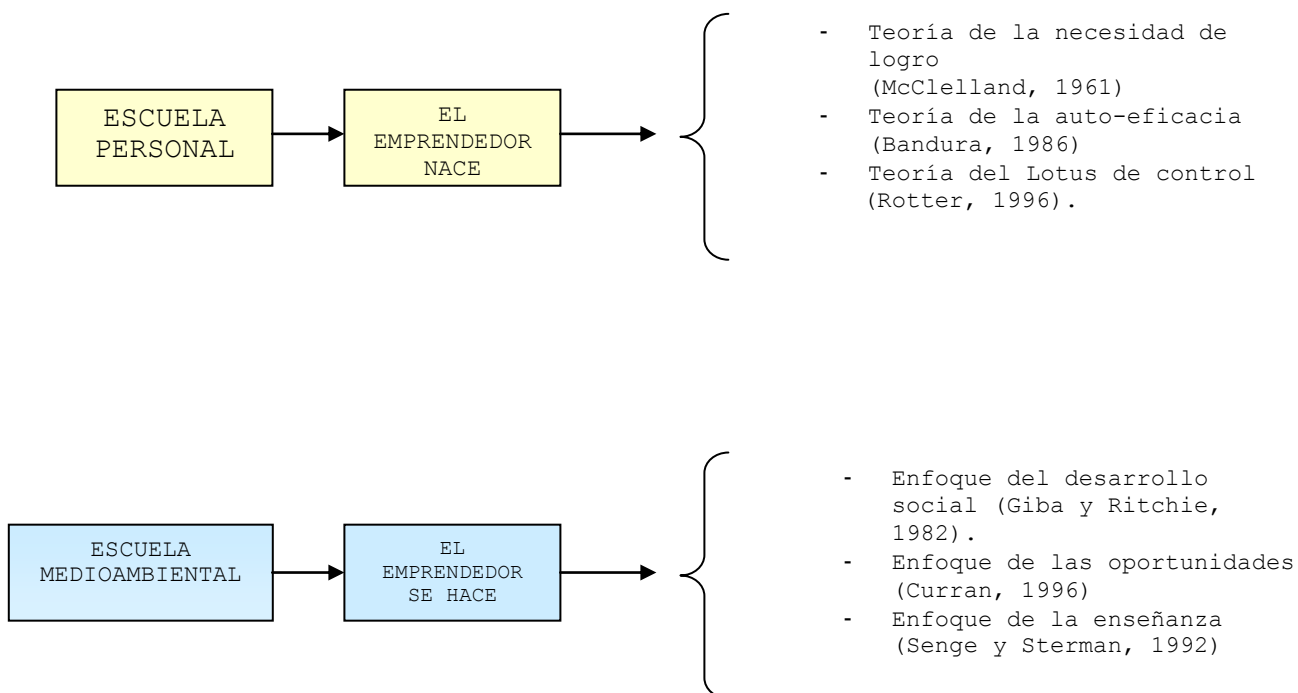 ESCUELA
PERSONAL
EL
EMPRENDEDOR
NACE
- Teoría de la necesidad de
logro
(McClelland, 1961)
- Teoría de la auto-eficacia
(Bandura, 1986)
- Teoría del Lotus de control
(Rotter, 1996).
ESCUELA
MEDIOAMBIENTAL
EL
EMPRENDEDOR
SE HACE
- Enfoque del desarrollo
social (Giba y Ritchie,
1982).
- Enfoque de las oportunidades
(Curran, 1996)
- Enfoque de la enseñanza
(Senge y Sterman, 1992)